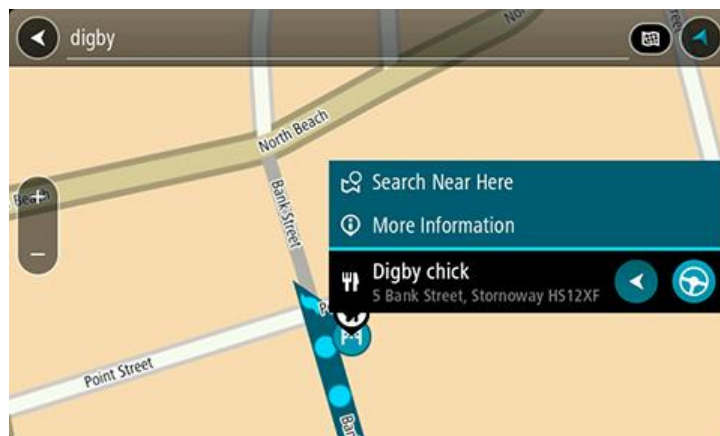 digby
North Beach
Beach
Bank Street
Search Near Here
More Information
Digby chick
5 Bank Street, Stornoway HS12XF
Point Street